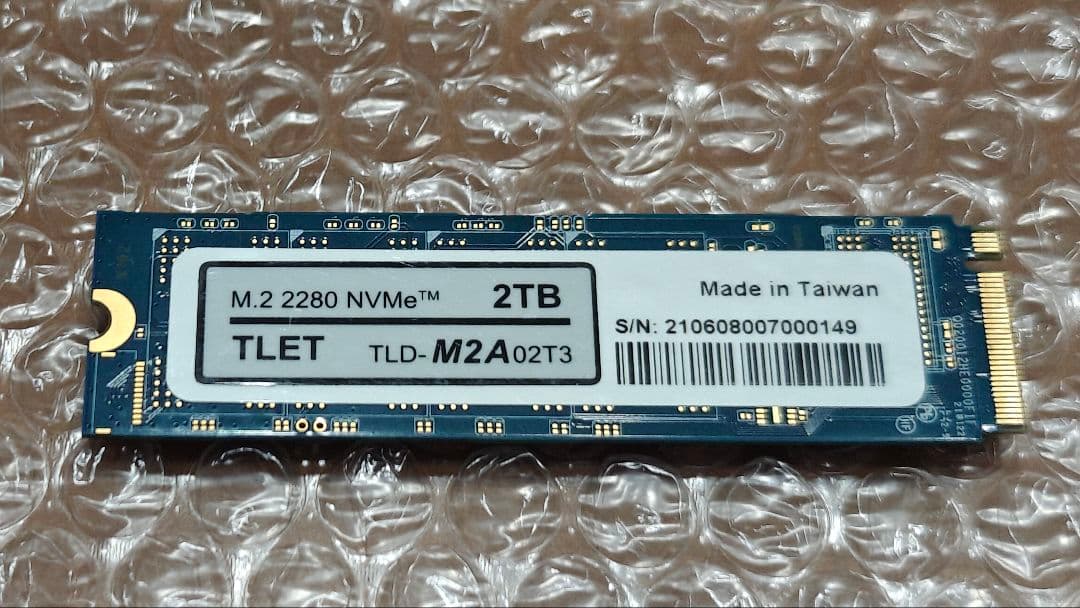 M.2 2280 NVMe™ 2TB
TLET TLD-M2A02T3
Made in Taiwan
S/N: 210608007000149